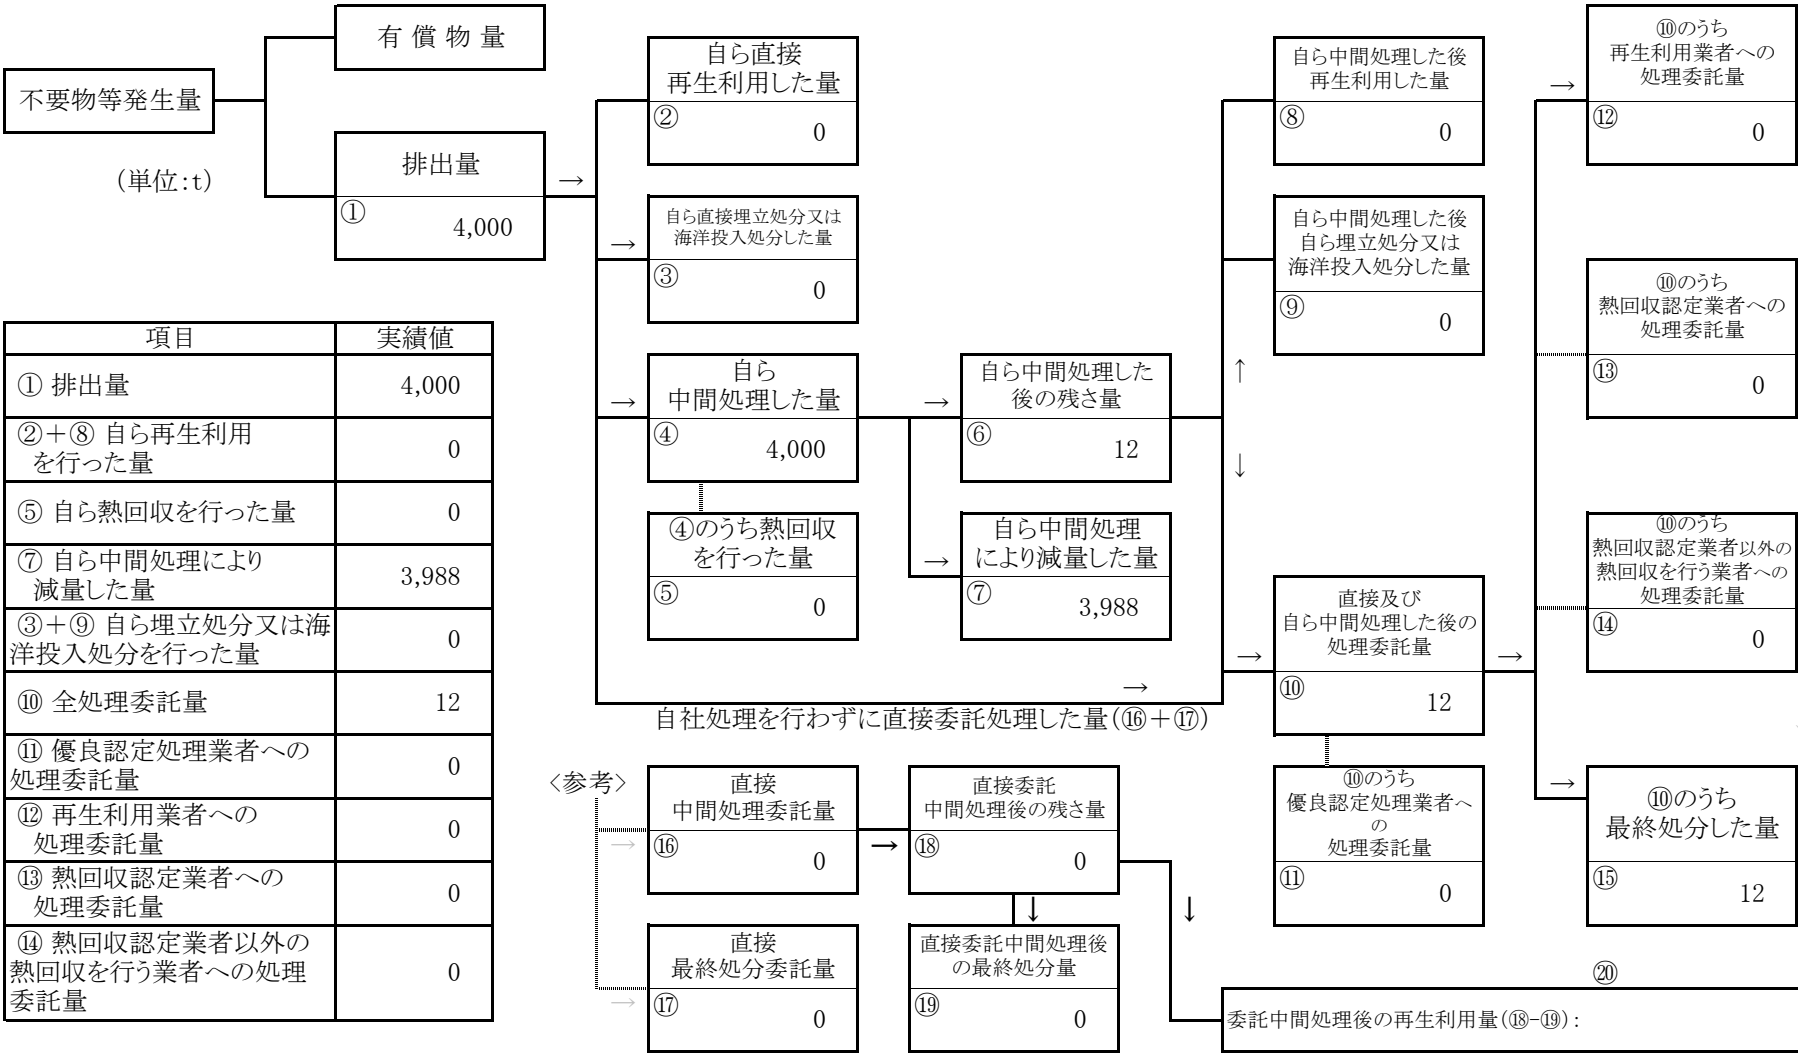 有 償 物 量
不要物等発生量
(単位:t)
排出量
①
4,000
→
自ら直接
再生利用した量
②
0
→
自ら直接埋立処分又は
海洋投入処分した量
③
0
→
自ら
中間処理した量
④
4,000
④のうち熱回収
を行った量
⑤
0
→
自ら中間処理した
後の残さ量
⑥
12
→
自ら中間処理
により減量した量
⑦
3,988
自ら中間処理した後
再生利用した量
⑧
0
自ら中間処理した後
自ら埋立処分又は
海洋投入処分した量
⑨
0
↑
↓
→
直接及び
自ら中間処理した後の
処理委託量
⑩
12
→
⑩のうち
優良認定処理業者へ
の
処理委託量
⑪
0
→
⑩のうち
再生利用業者への
処理委託量
⑫
0
⑩のうち
熱回収認定業者への
処理委託量
⑬
0
⑩のうち
熱回収認定業者以外の
熱回収を行う業者への
処理委託量
⑭
0
→
⑩のうち
最終処分した量
⑮
12
→
自社処理を行わずに直接委託処理した量(⑯+⑰)
<参考>
→
直接
中間処理委託量
⑯
0
→
直接委託
中間処理後の残さ量
⑱
0
↓
↓
→
直接
最終処分委託量
⑰
0
直接委託中間処理後
の最終処分量
⑲
0
⑳
委託中間処理後の再生利用量(⑱-⑲):
項目 実績値
① 排出量 4,000
②+⑧ 自ら再生利用
を行った量
0
⑤ 自ら熱回収を行った量 0
⑦ 自ら中間処理により
減量した量
3,988
③+⑨ 自ら埋立処分又は海
洋投入処分を行った量
0
⑩ 全処理委託量 12
⑪ 優良認定処理業者への
処理委託量
0
⑫ 再生利用業者への
処理委託量
0
⑬ 熱回収認定業者への
処理委託量
0
⑭ 熱回収認定業者以外の
熱回収を行う業者への処理
委託量
0